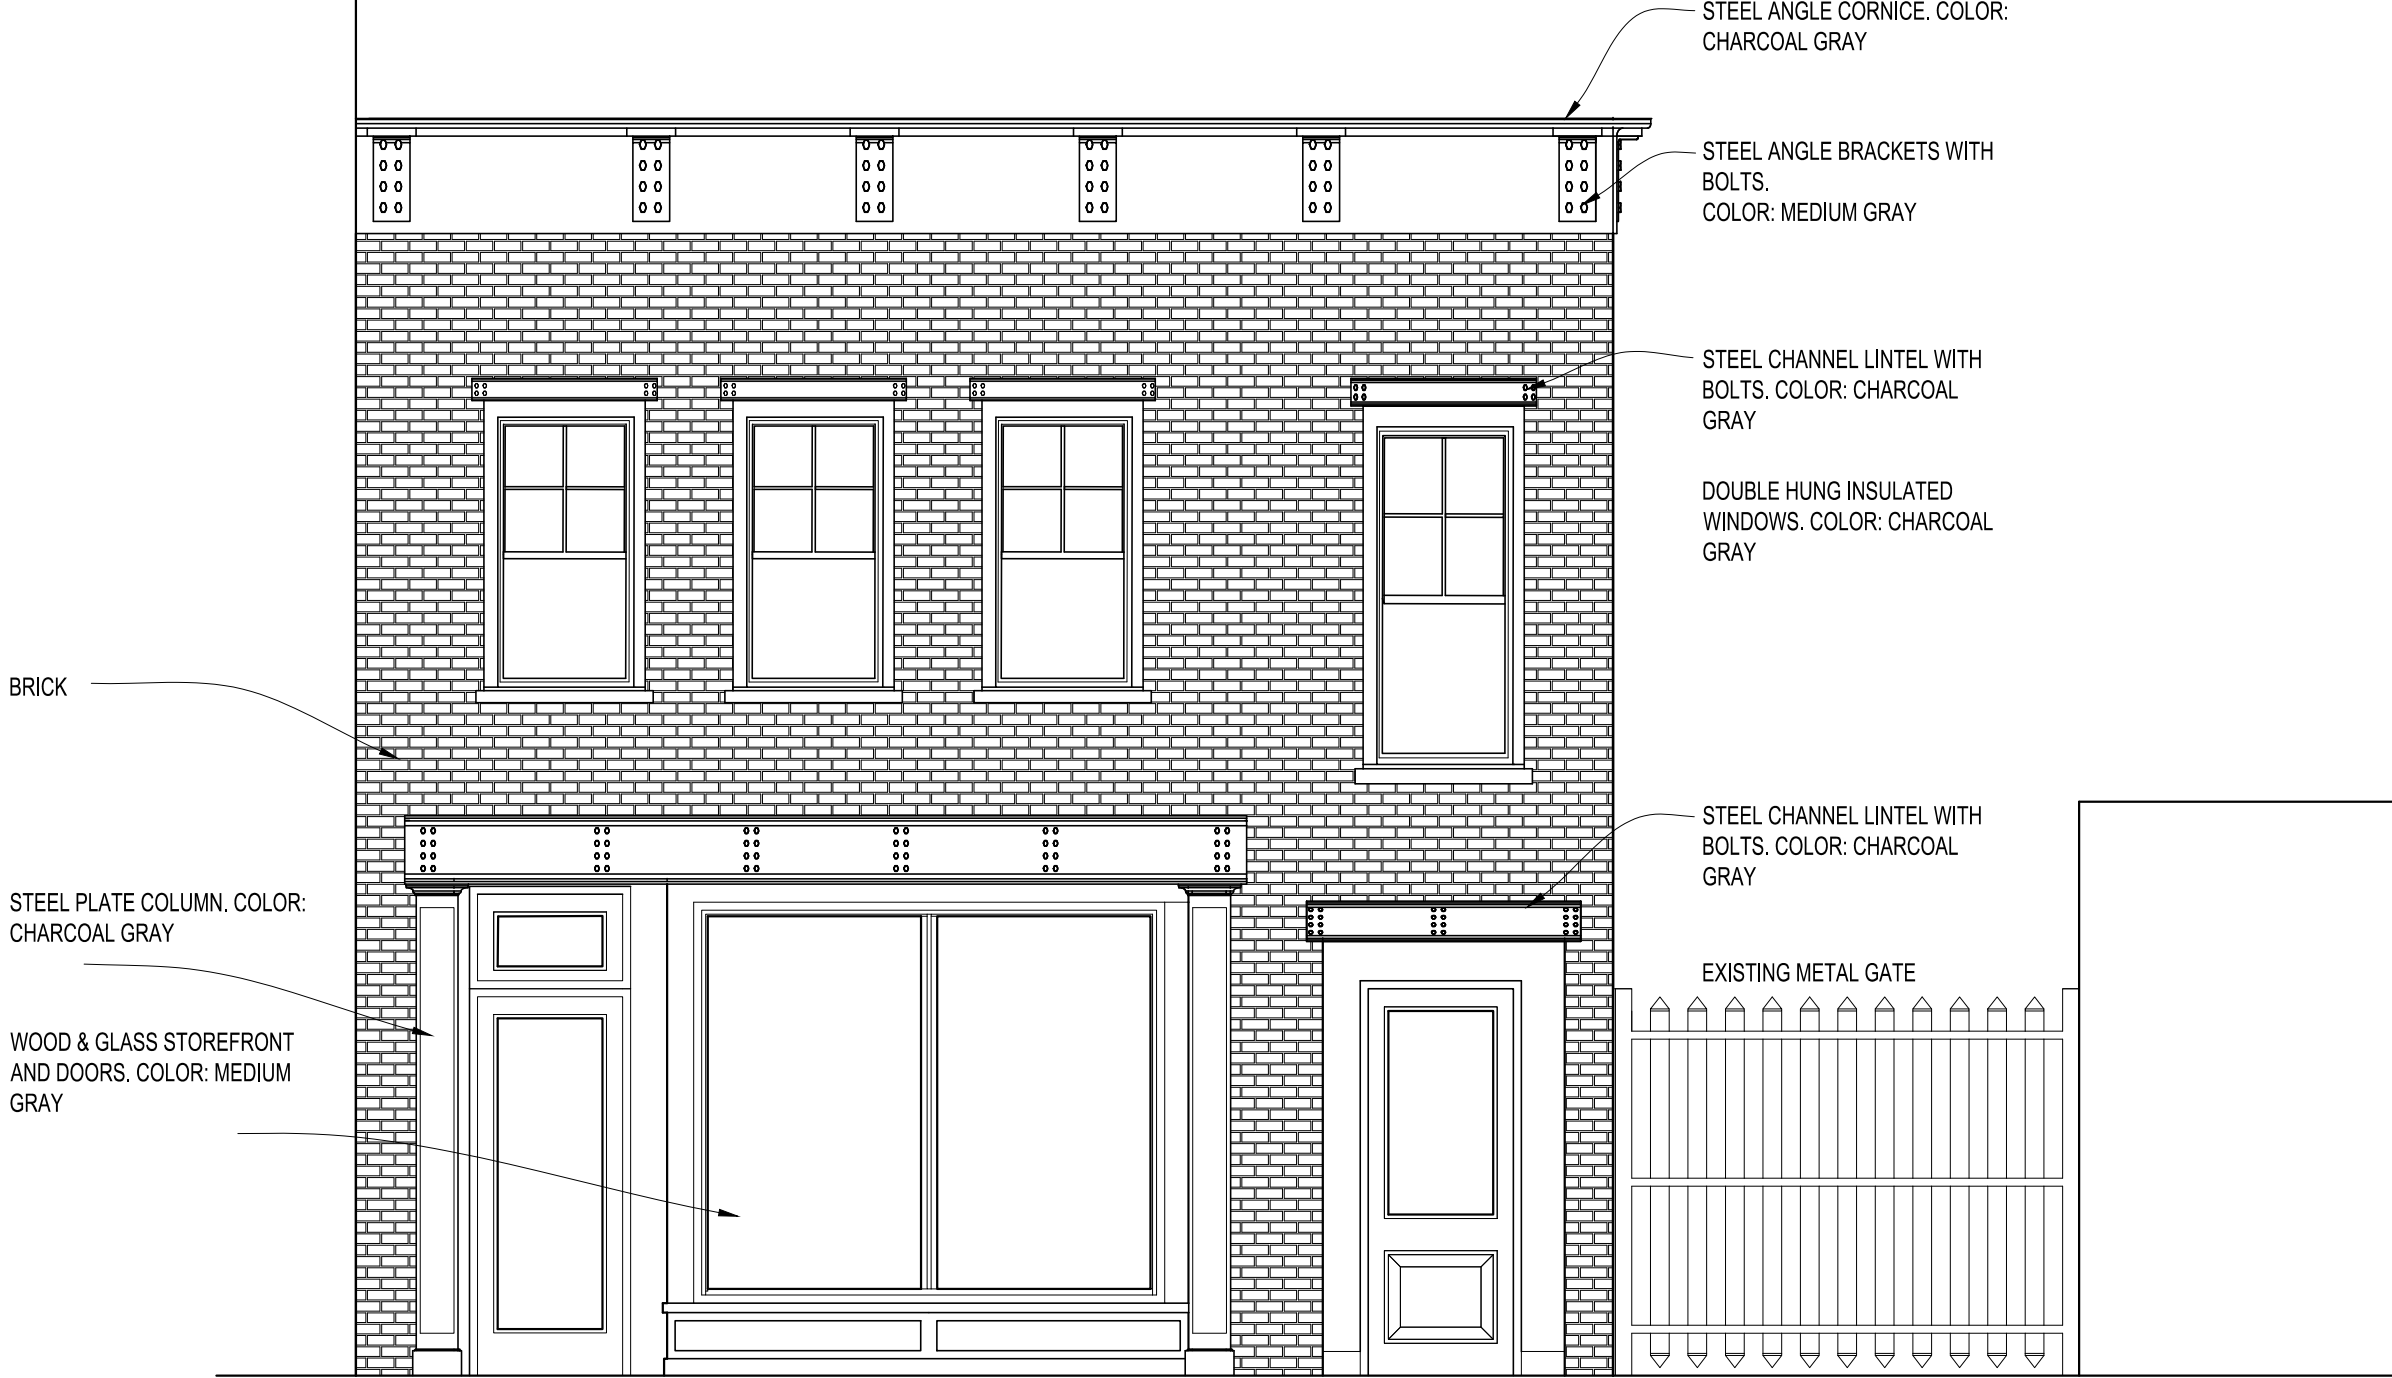 STEEL ANGLE CORNICE. COLOR:
CHARCOAL GRAY
STEEL ANGLE BRACKETS WITH
BOLTS.
COLOR: MEDIUM GRAY
STEEL CHANNEL LINTEL WITH
BOLTS. COLOR: CHARCOAL
GRAY
DOUBLE HUNG INSULATED
WINDOWS. COLOR: CHARCOAL
GRAY
BRICK
STEEL CHANNEL LINTEL WITH
BOLTS. COLOR: CHARCOAL
GRAY
STEEL PLATE COLUMN. COLOR:
CHARCOAL GRAY
EXISTING METAL GATE
WOOD & GLASS STOREFRONT
AND DOORS. COLOR: MEDIUM
GRAY